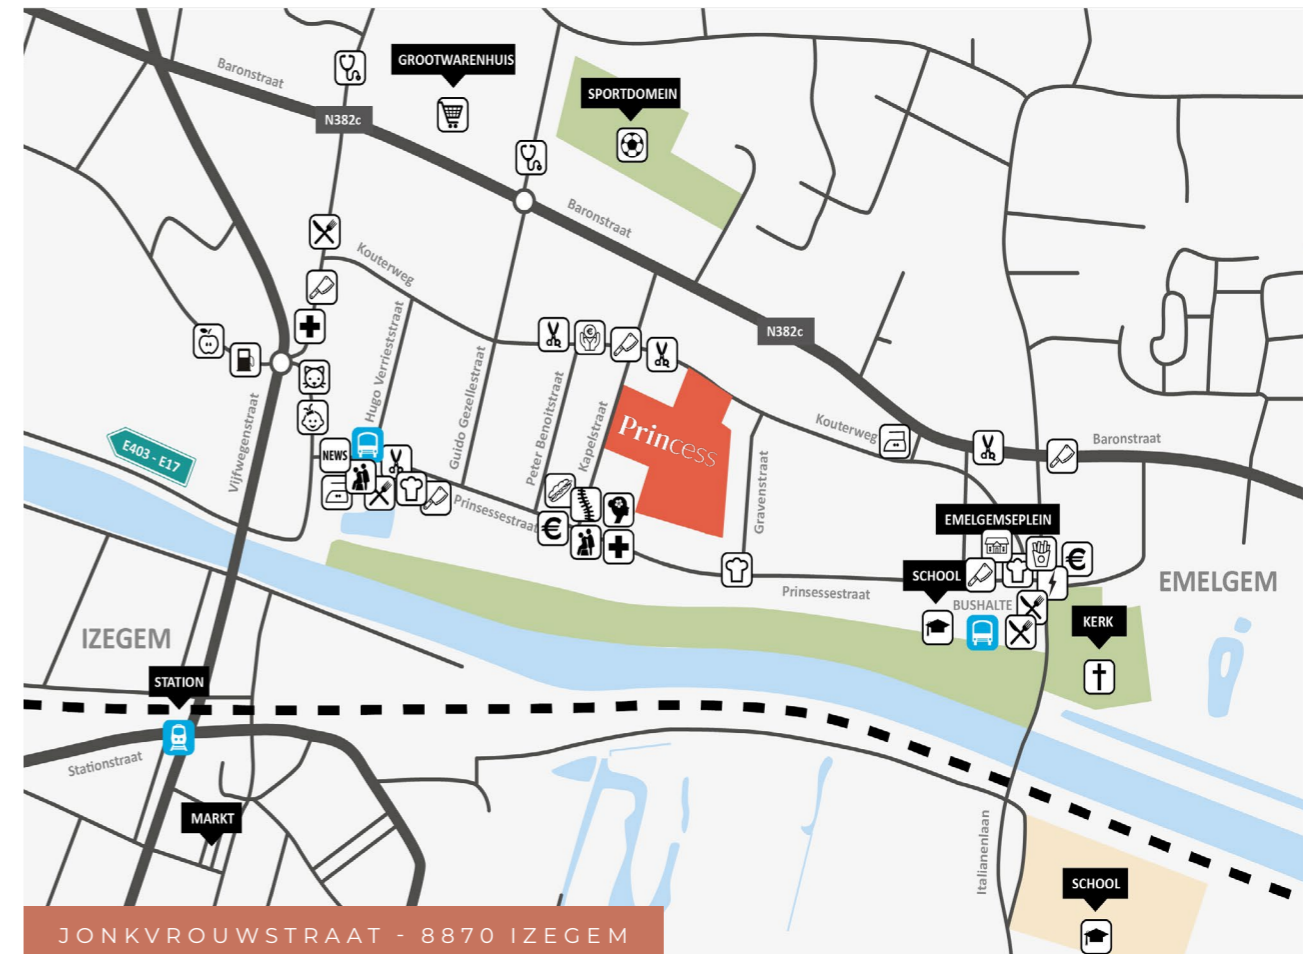 GROOTWARENHUIS
Baronstraat
SPORTDOMEIN
N382c
Baronstraat
Kouterweg
N382c
Hugo Verrieststraat
Guido Gezellestraat
Peter Benoitstraat
Kapelstraat
Princess
Vijfwegenstraat
Kouterweg
Baronstraat
E403 - E17
NEWS
Gravenstraat
Prinsessestraat
€
€
EMELGEMSEPLEIN
€
SCHOOL
EMELGEM
Prinsessestraat
BUSHALTE
KERK
IZEGEM
STATION
Stationstraat
MARKT
Italianenlaan
SCHOOL
JONKVROUWSTRAAT - 8870 IZEGEM